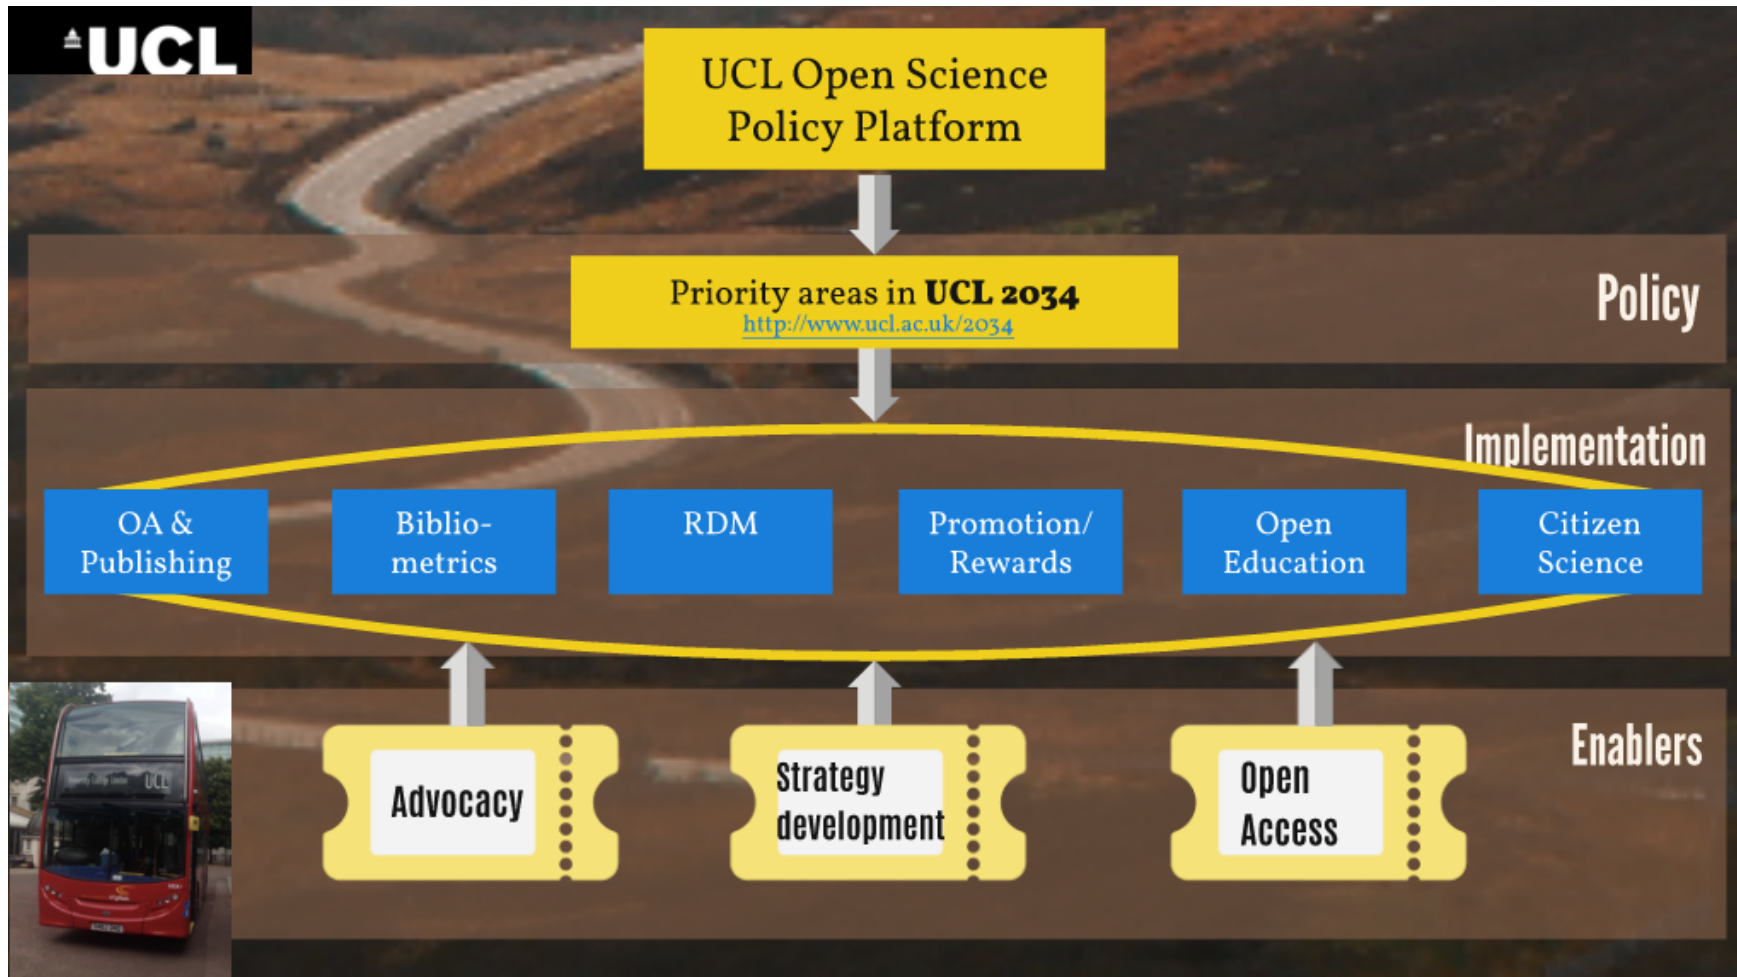 UCL
UCL Open Science
Policy Platform
Priority areas in UCL 2034
http://www.ucl.ac.uk/2034
Policy
Implementation
OA &
Publishing
Biblio-
metrics
RDM
Promotion/
Rewards
Open
Education
Citizen
Science
Enablers
Advocacy
Strategy
development
Open
Access
UCL